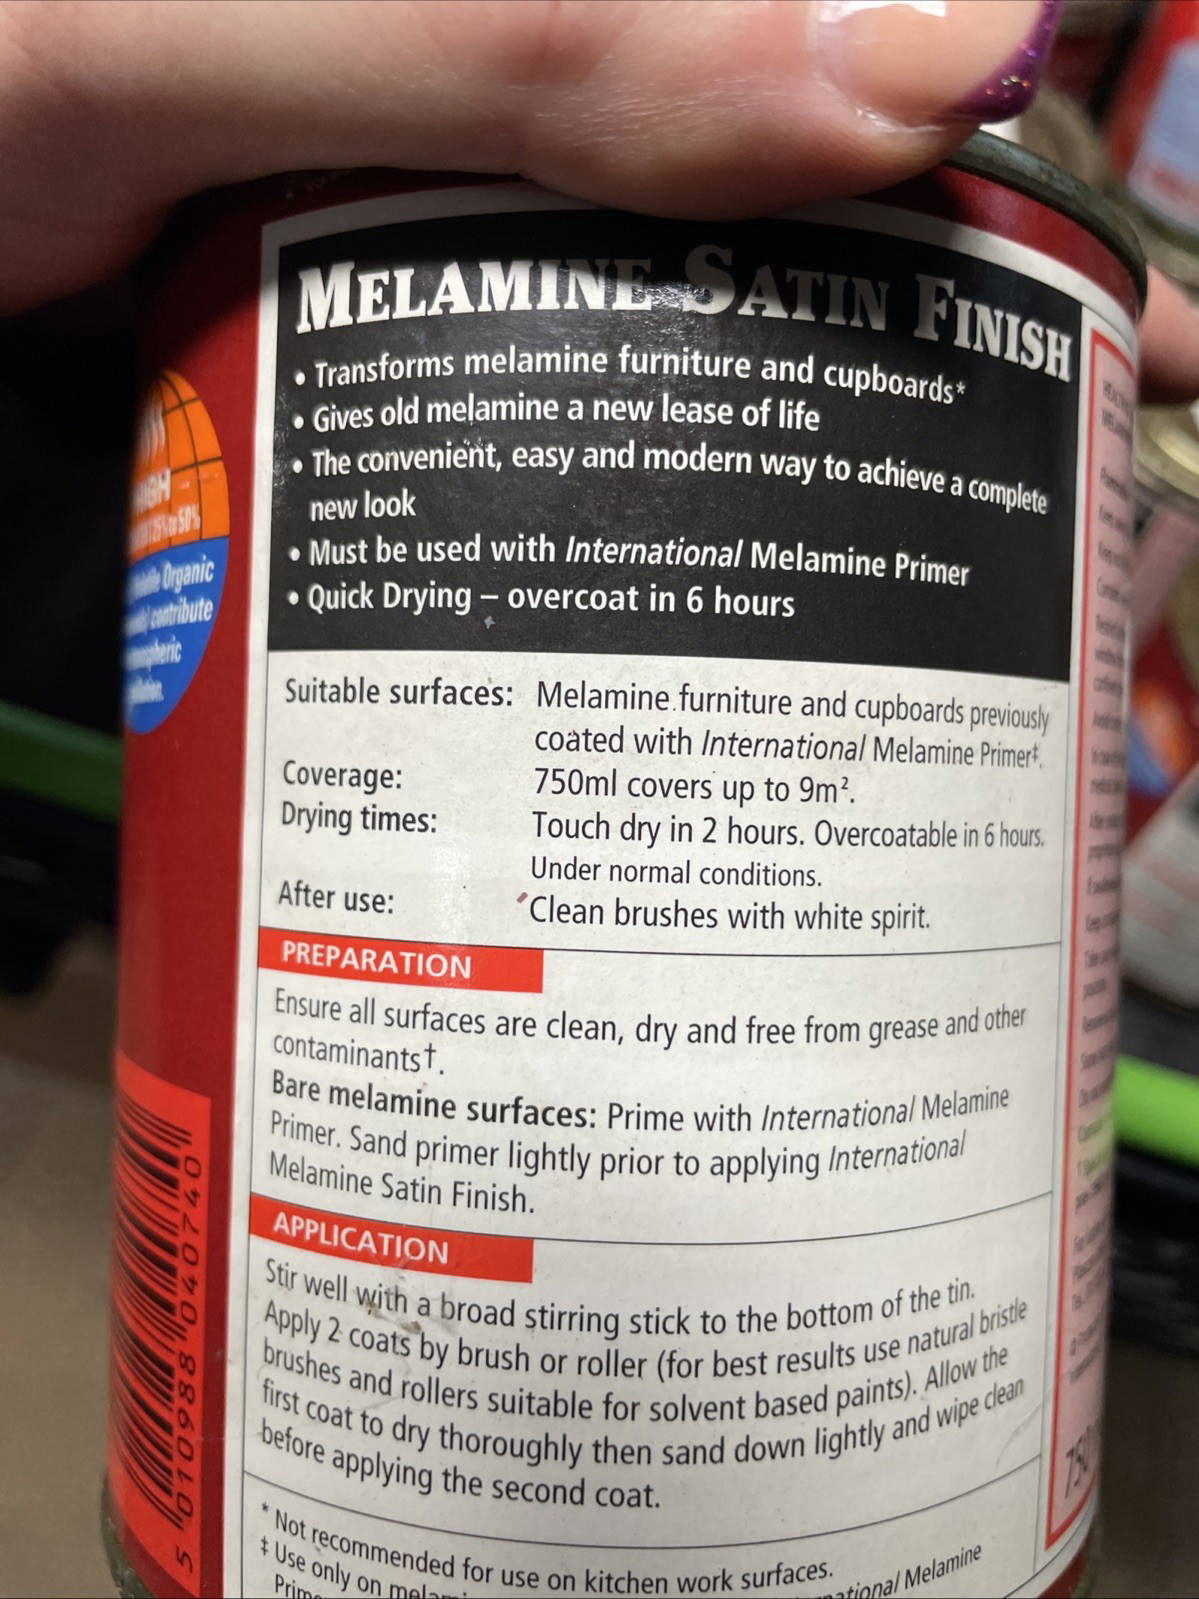 MELAMINE SATIN FINISH
• Transforms melamine furniture and cupboards*
• Gives old melamine a new lease of life
• The convenient, easy and modern way to achieve a complete
new look
• Must be used with International Melamine Primer
• Quick Drying – overcoat in 6 hours
HIGH
25% to 50%
Organic
contribute
Suitable surfaces: Melamine furniture and cupboards previously
coated with International Melamine Primer‡.
Coverage: 750ml covers up to 9m².
Drying times: Touch dry in 2 hours. Overcoatable in 6 hours.
Under normal conditions.
After use: Clean brushes with white spirit.
PREPARATION
Ensure all surfaces are clean, dry and free from grease and other
contaminants†.
Bare melamine surfaces: Prime with International Melamine
Primer. Sand primer lightly prior to applying International
Melamine Satin Finish.
APPLICATION
Stir well with a broad stirring stick to the bottom of the tin.
Apply 2 coats by brush or roller (for best results use natural bristle
brushes and rollers suitable for solvent based paints). Allow the
first coat to dry thoroughly then sand down lightly and wipe clean
before applying the second coat.
* Not recommended for use on kitchen work surfaces.
‡ Use only on Melamine
5 010988 040740
750